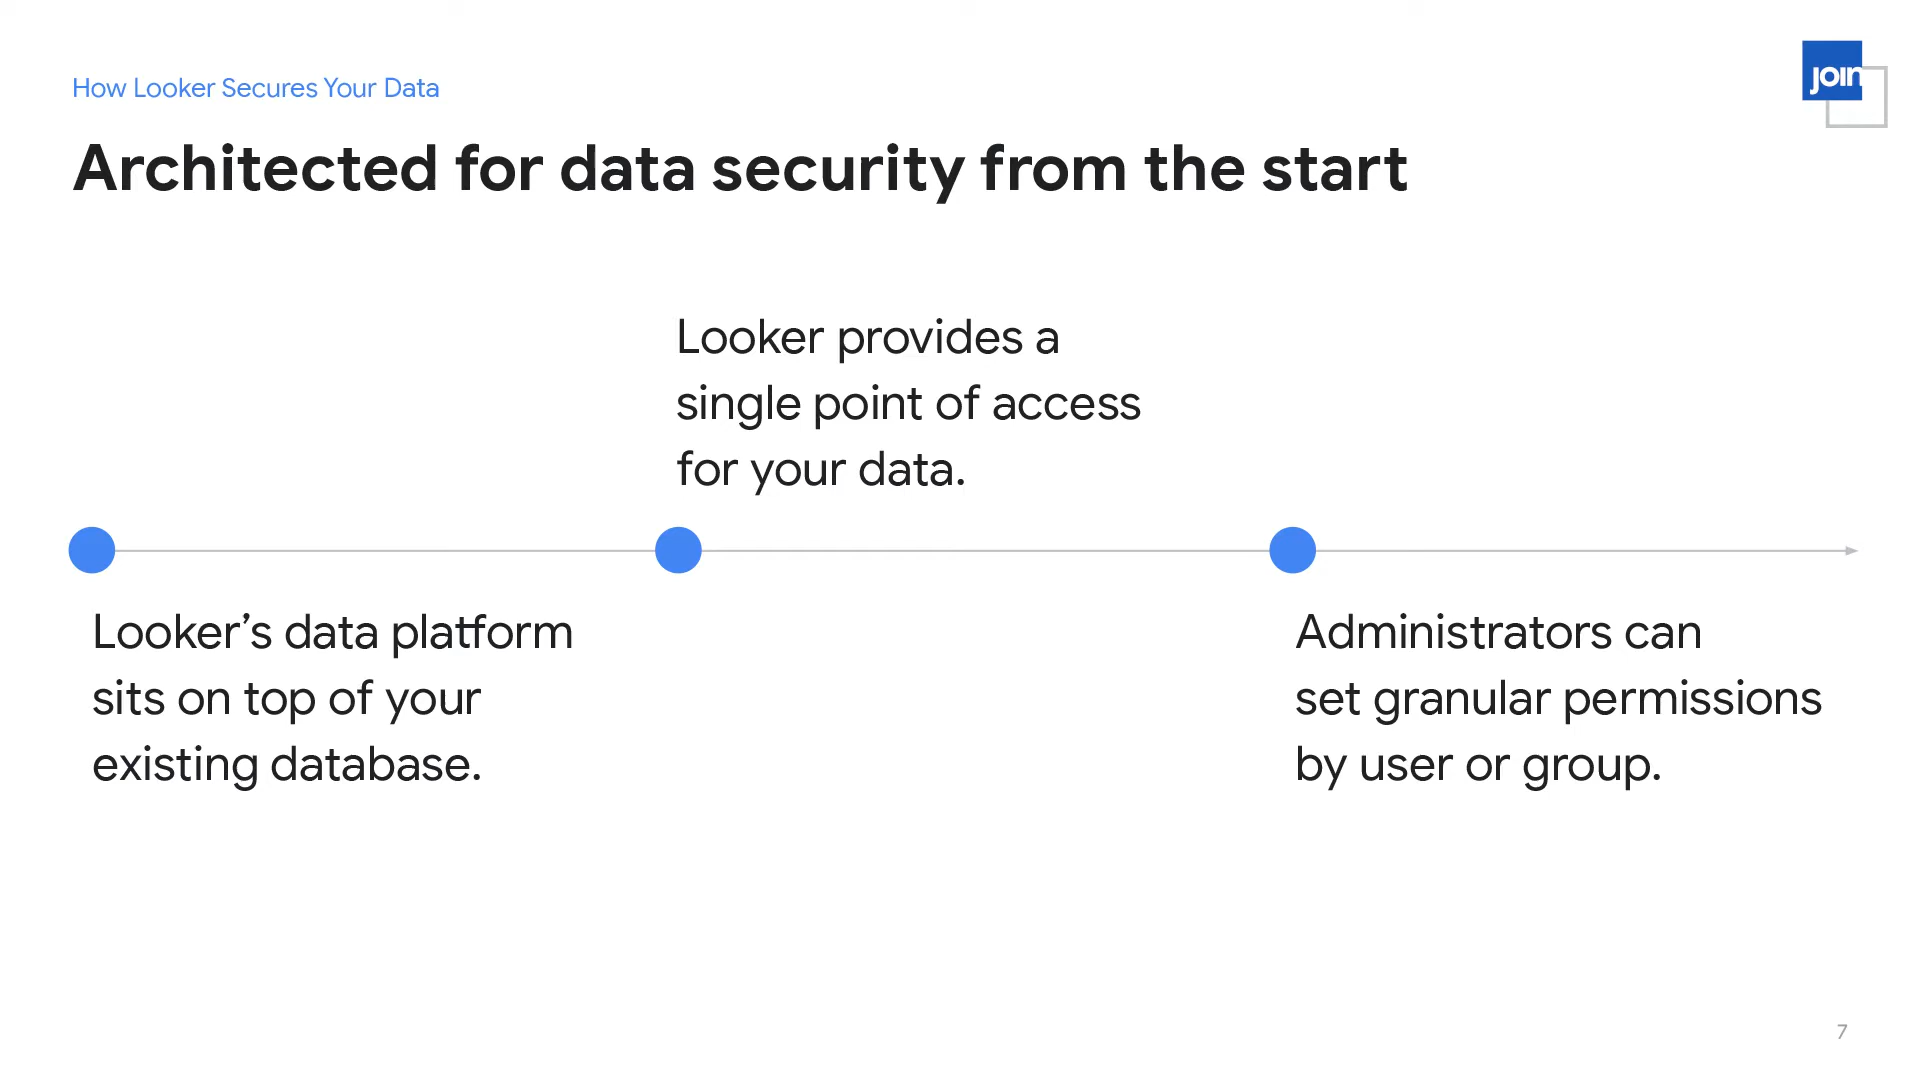 How Looker Secures Your Data
join
Architected for data security from the start
Looker provides a
single point of access
for your data.
Looker’s data platform
sits on top of your
existing database.
Administrators can
set granular permissions
by user or group.
7